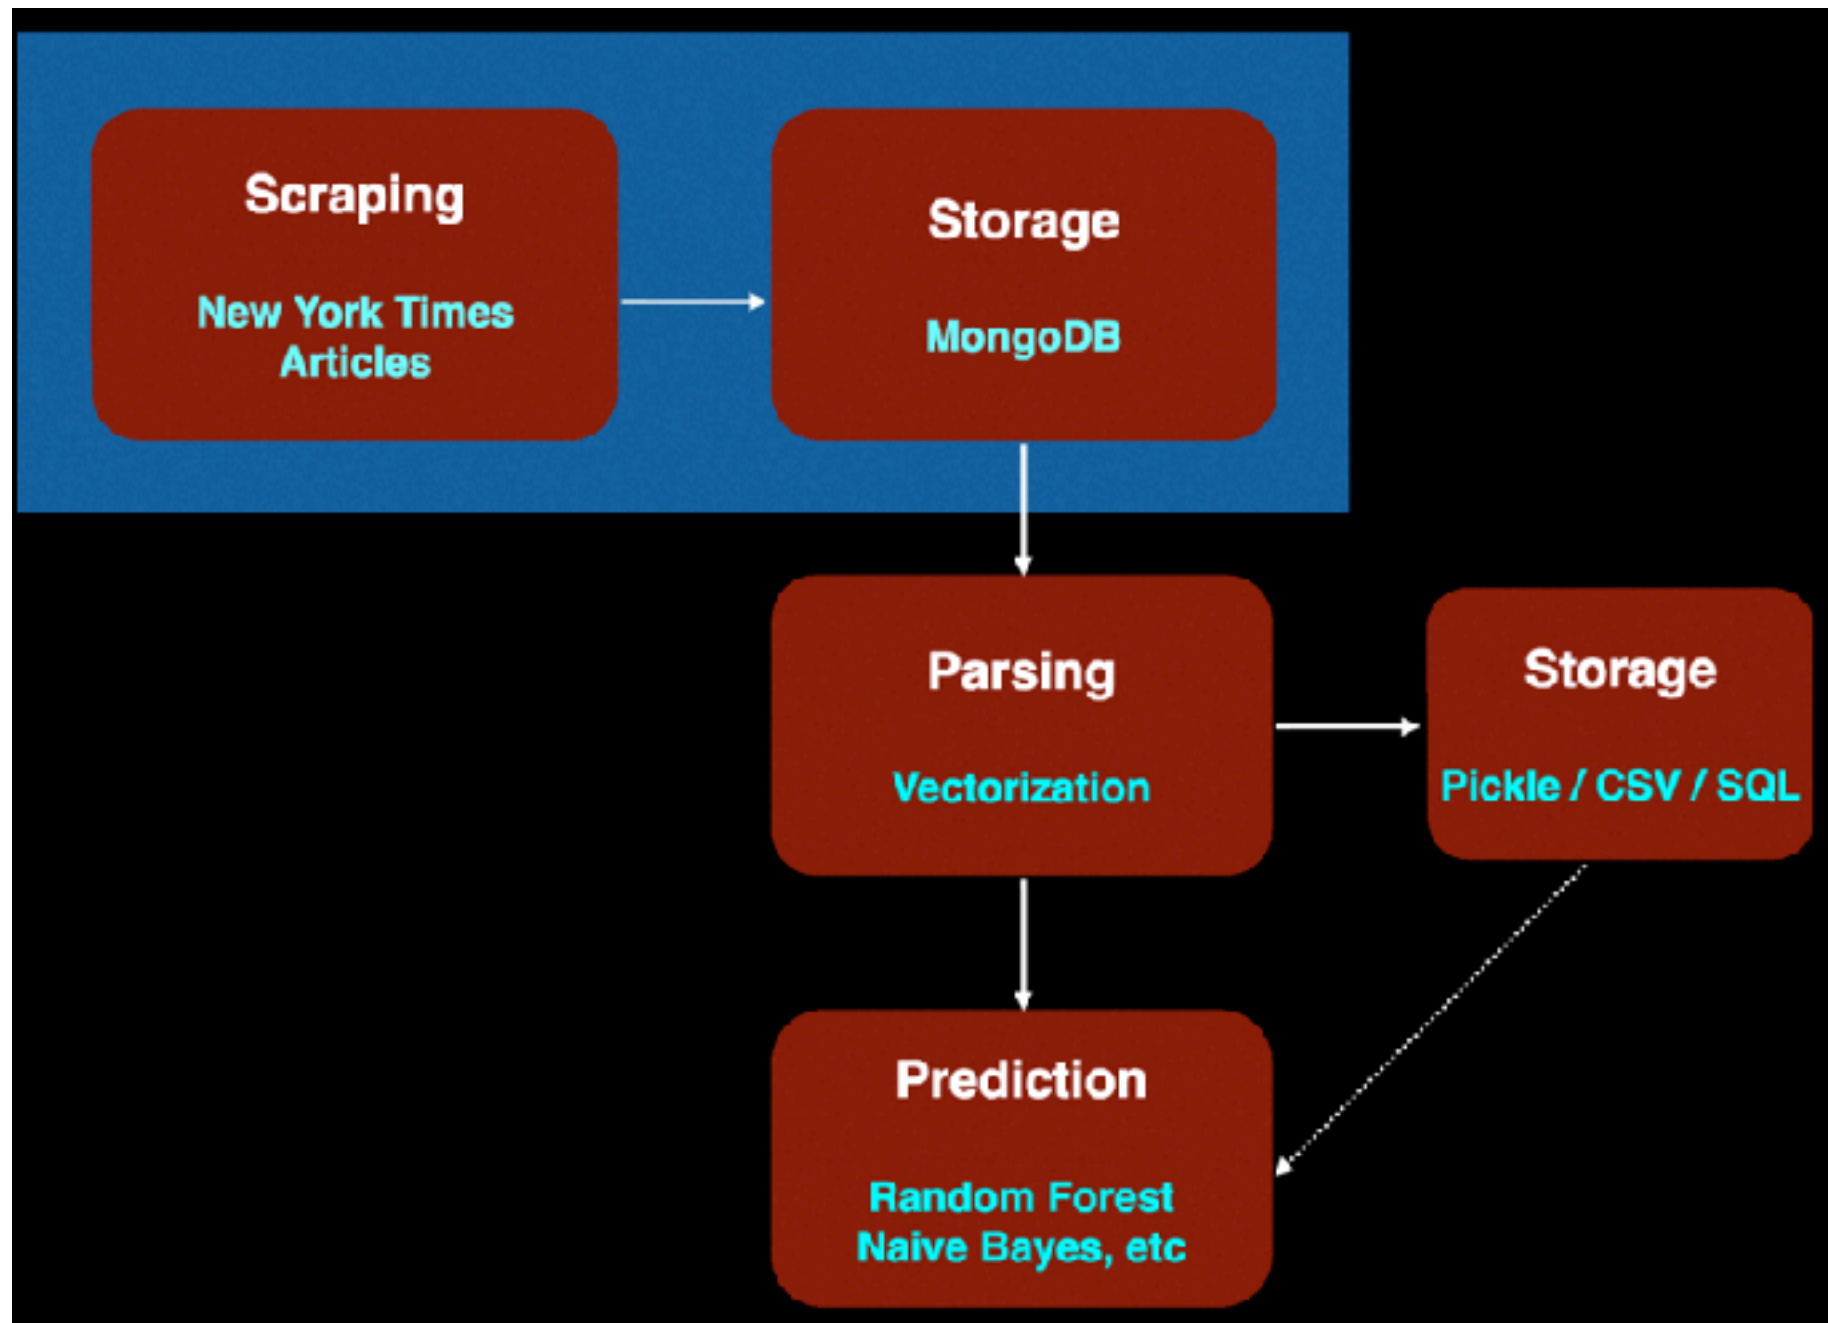 Scraping
New York Times
Articles
Storage
MongoDB
Parsing
Vectorization
Storage
Pickle / CSV / SQL
Prediction
Random Forest
Naive Bayes, etc